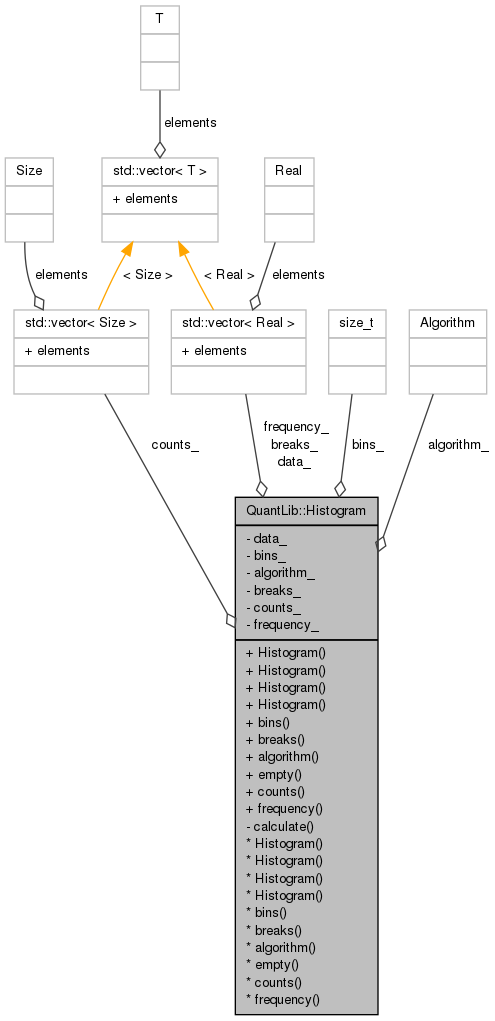 T
elements
Size
std::vector< T >
+ elements
Real
elements
< Size >
< Real >
elements
std::vector< Size >
+ elements
std::vector< Real >
+ elements
size_t
Algorithm
counts_
frequency_
breaks_
data_
bins_
algorithm_
QuantLib::Histogram
- data_
- bins_
- algorithm_
- breaks_
- counts_
- frequency_
+ Histogram()
+ Histogram()
+ Histogram()
+ Histogram()
+ bins()
+ breaks()
+ algorithm()
+ empty()
+ counts()
+ frequency()
- calculate()
* Histogram()
* Histogram()
* Histogram()
* Histogram()
* bins()
* breaks()
* algorithm()
* empty()
* counts()
* frequency()